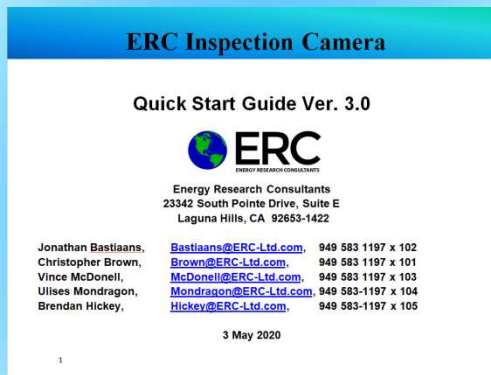 ERC Inspection Camera
Quick Start Guide Ver. 3.0
ERC
ENERGY RESEARCH CONSULTANTS
Energy Research Consultants
23342 South Pointe Drive, Suite E
Laguna Hills, CA 92653-1422
Jonathan Bastiaans, Bastiaans@ERC-Ltd.com, 949 583 1197 x 102
Christopher Brown, Brown@ERC-Ltd.com, 949 583 1197 x 101
Vince McDonell, McDonell@ERC-Ltd.com, 949 583 1197 x 103
Ulises Mondragon, Mondragon@ERC-Ltd.com, 949 583-1197 x 104
Brendan Hickey, Hickey@ERC-Ltd.com, 949 583-1197 x 105
3 May 2020
1